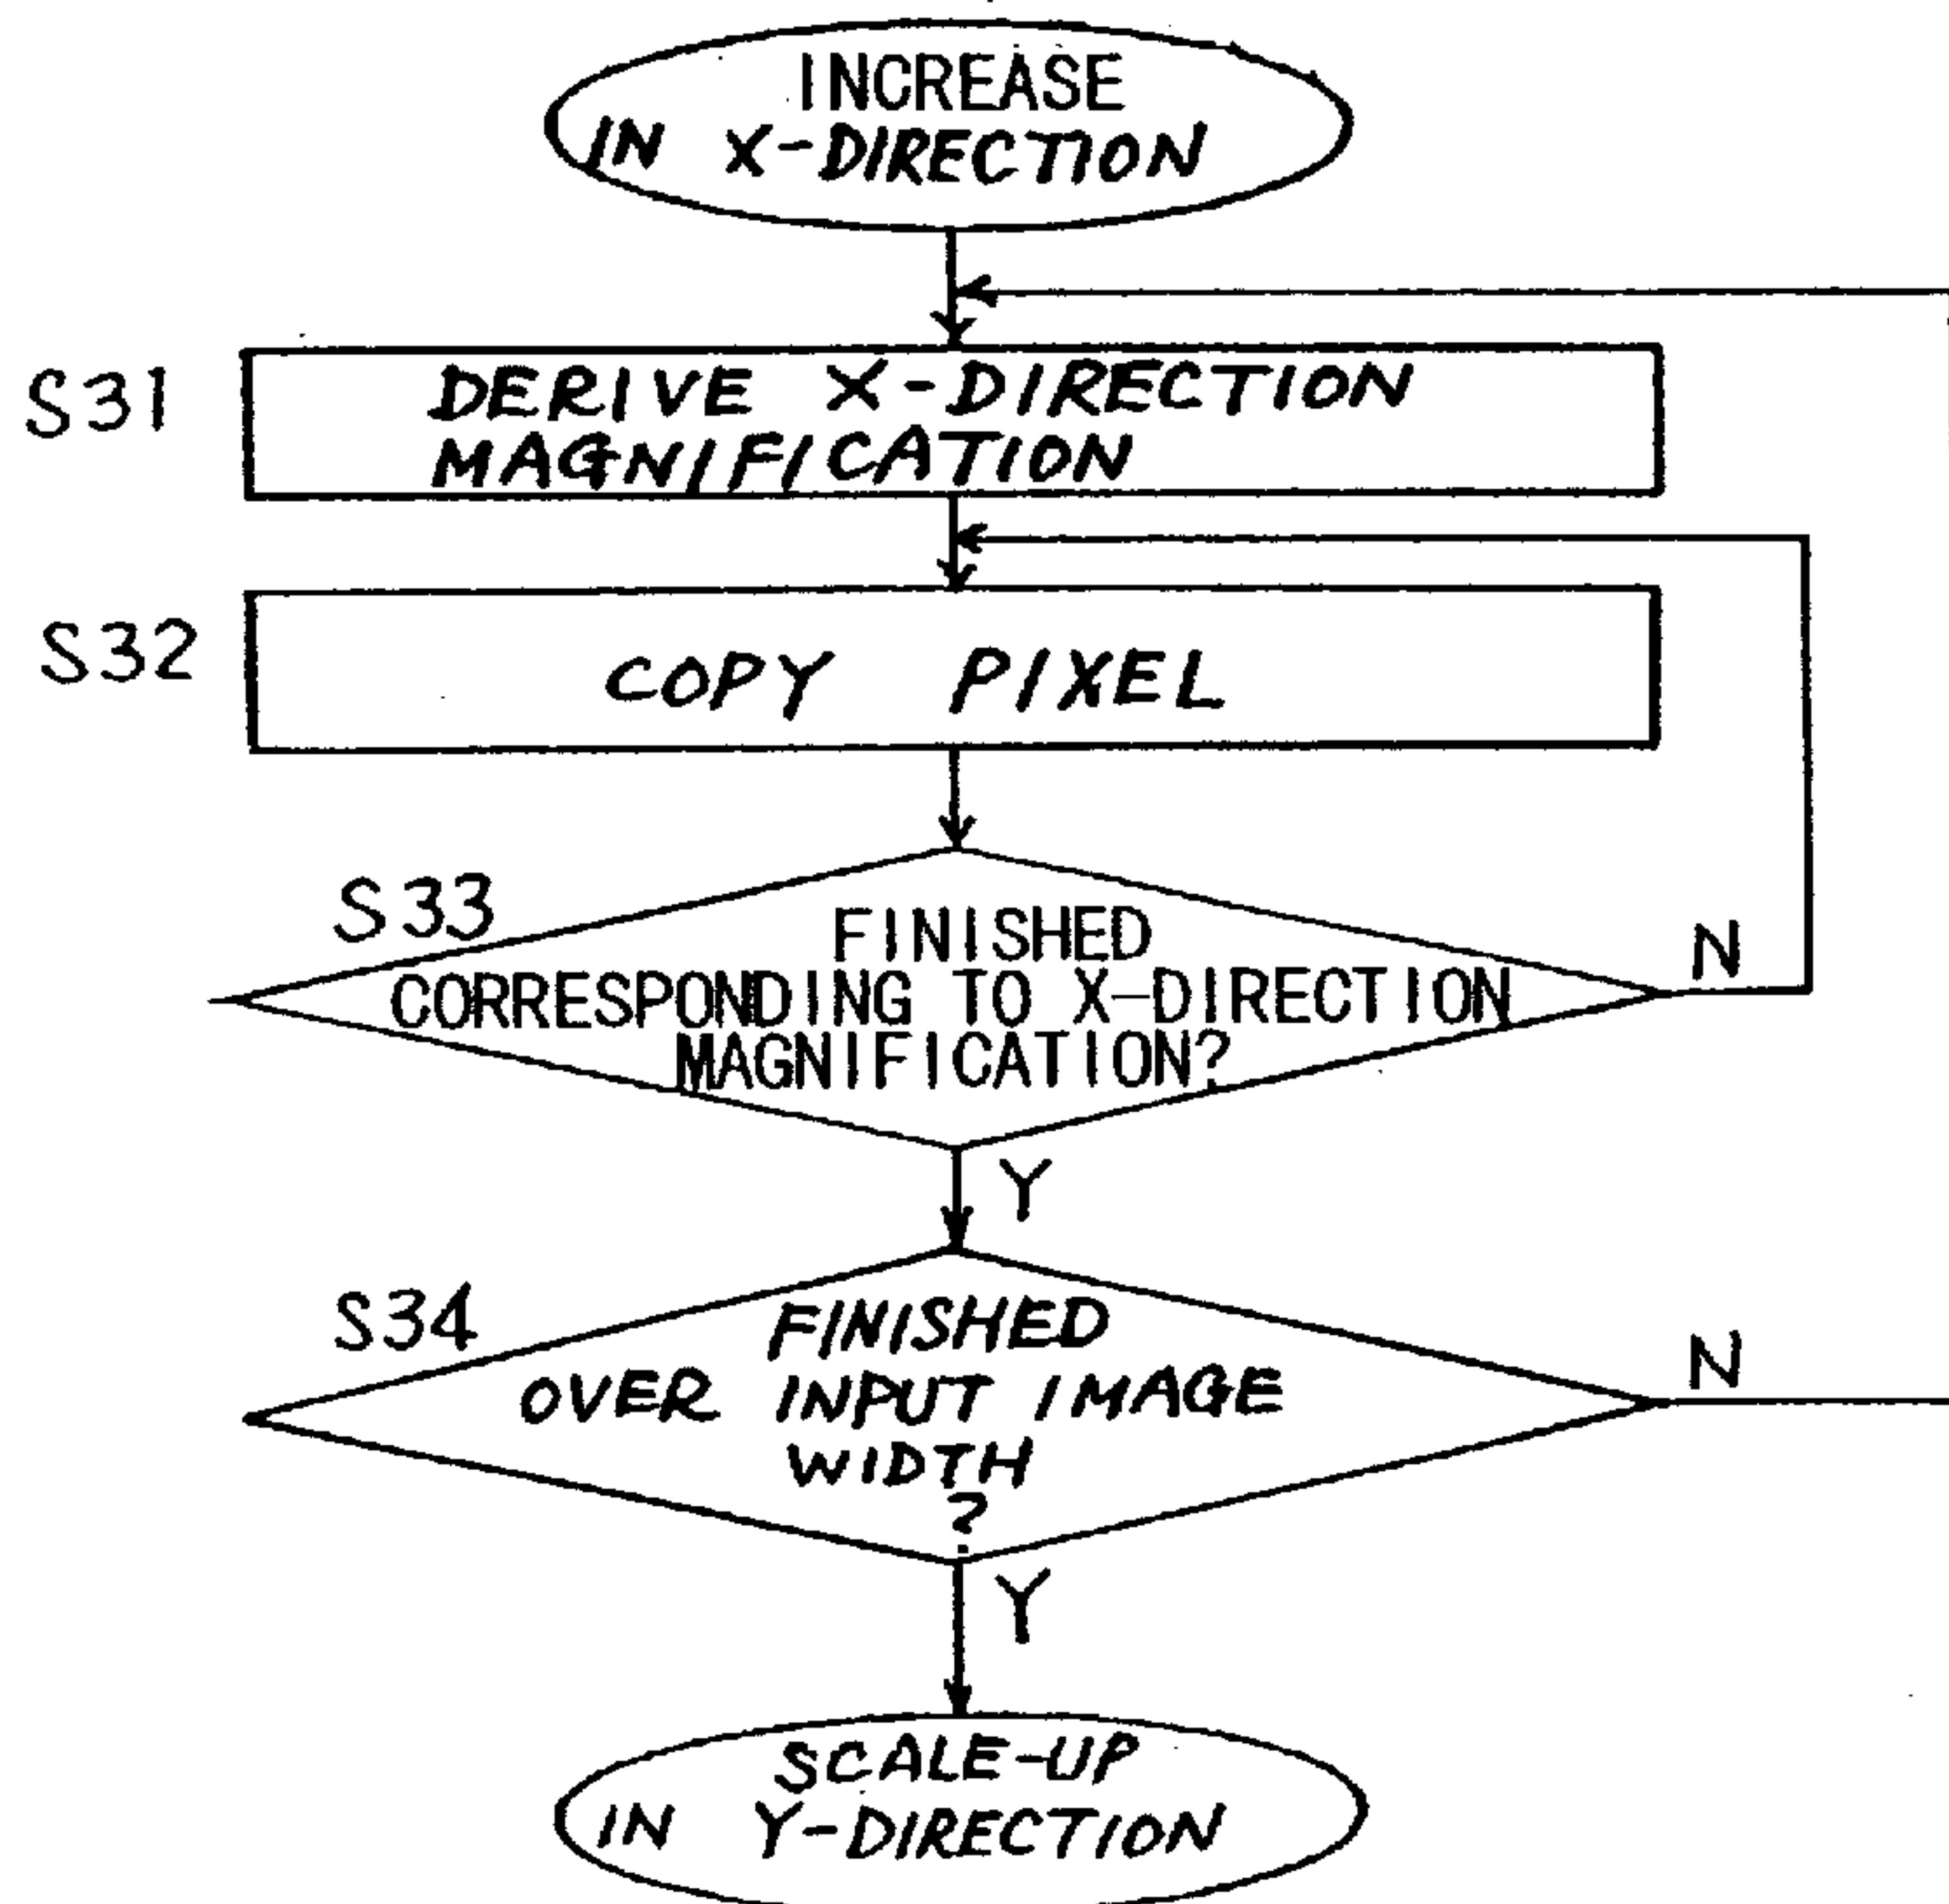 INCREASE
IN X-DIRECTION
S31
DERIVE X-DIRECTION
MAGNIFICATION
S32
COPY PIXEL
S33
FINISHED
CORRESPONDING TO X-DIRECTION
MAGNIFICATION?
N
Y
S34
FINISHED
OVER INPUT IMAGE
WIDTH
?
N
Y
SCALE-UP
IN Y-DIRECTION